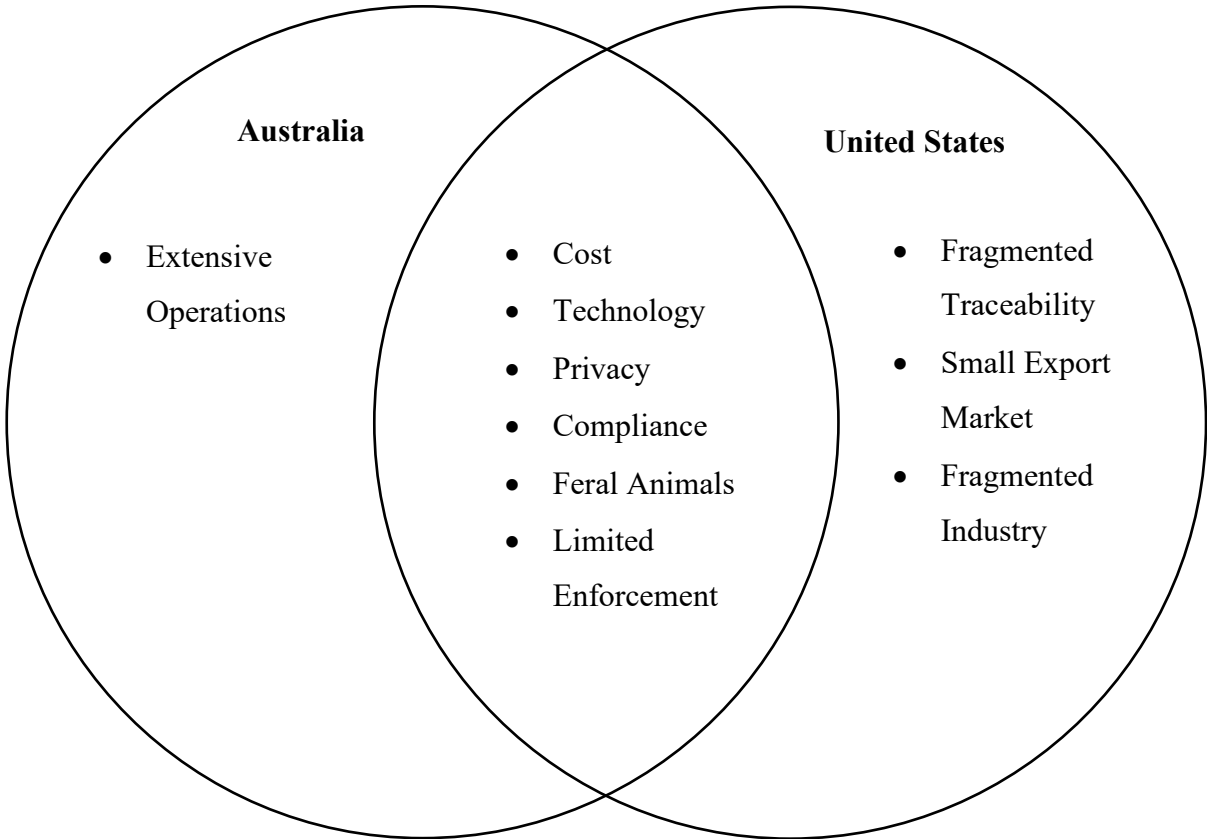 Australia
• Extensive
Operations
• Cost
• Technology
• Privacy
• Compliance
• Feral Animals
• Limited
Enforcement
United States
• Fragmented
Traceability
• Small Export
Market
• Fragmented
Industry